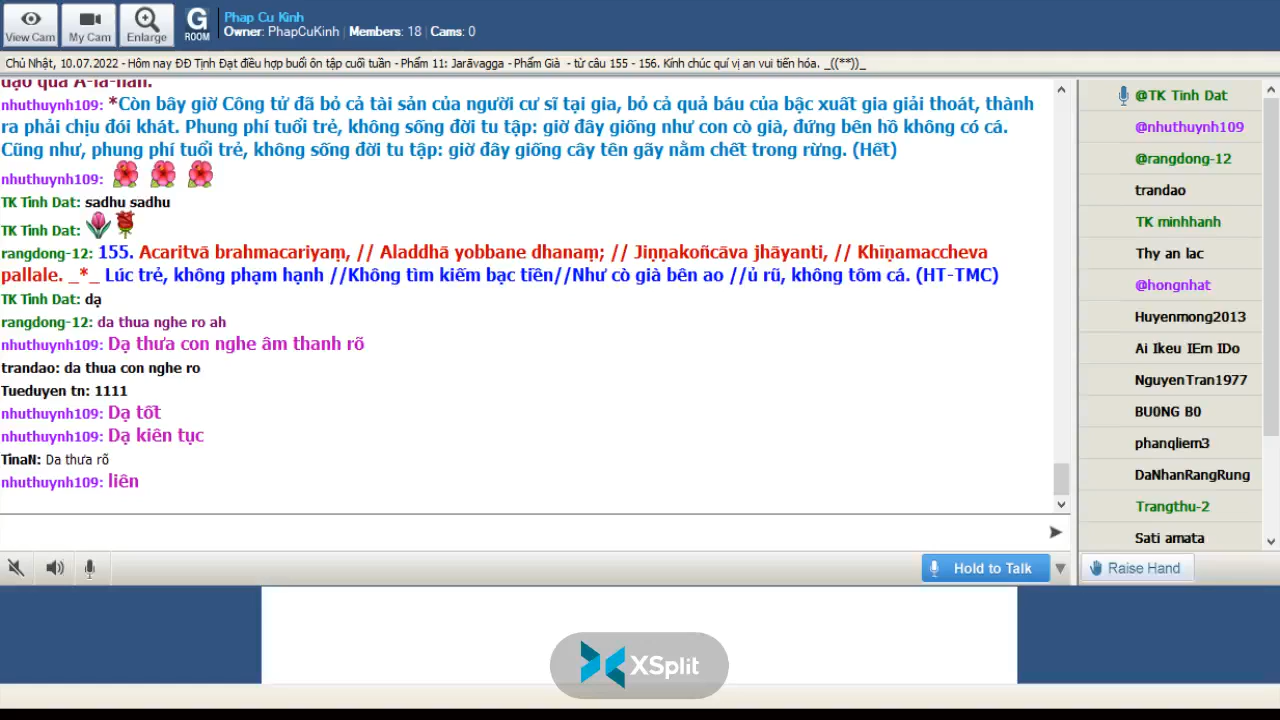 View Cam
My Cam
Enlarge
G
ROOM
Phap Cu Kinh
Owner: PhapCuKinh | Members: 18 | Cams: 0
Chủ Nhật, 10.07.2022 - Hôm nay ĐĐ Tịnh Đạt điều hợp buổi ôn tập cuối tuần - Phẩm 11: Jarāvagga - Phẩm Già - từ câu 155 - 156. Kính chúc quí vị an vui tiến hóa. _((**))_
đạo quả A-la-hán.
nhuthuynh109: *Còn bây giờ Công tử đã bỏ cả tài sản của người cư sĩ tại gia, bỏ cả quả báu của bậc xuất gia giải thoát, thành
ra phải chịu đói khát. Phung phí tuổi trẻ, không sống đời tu tập: giờ đây giống như con cò già, đứng bên hồ không có cá.
Cũng như, phung phí tuổi trẻ, không sống đời tu tập: giờ đây giống cây tên gãy nằm chết trong rừng. (Hết)
nhuthuynh109:
TK Tinh Dat: sadhu sadhu
TK Tinh Dat:
rangdong-12: 155. Acaritvā brahmacariyaṃ, // Aladdhā yobbane dhanaṃ; // Jiṇṇakoñcāva jhāyanti, // Khīṇamaccheva
pallale. _*_ Lúc trẻ, không phạm hạnh //Không tìm kiếm bạc tiền//Như cò già bên ao //ủ rũ, không tôm cá. (HT-TMC)
TK Tinh Dat: dạ
rangdong-12: da thua nghe ro ah
nhuthuynh109: Dạ thưa con nghe âm thanh rõ
trandao: da thua con nghe ro
Tueduyen tn: 1111
nhuthuynh109: Dạ tốt
nhuthuynh109: Dạ kiên tục
TinaN: Da thưa rõ
nhuthuynh109: liên
@TK Tinh Dat
@nhuthuynh109
@rangdong-12
trandao
TK minhhanh
Thy an lac
@hongnhat
Huyenmong2013
Ai Ikeu IEm IDo
NguyenTran1977
BU0NG B0
phanqliem3
DaNhanRangRung
Trangthu-2
Sati amata
Hold to Talk
Raise Hand
XSplit